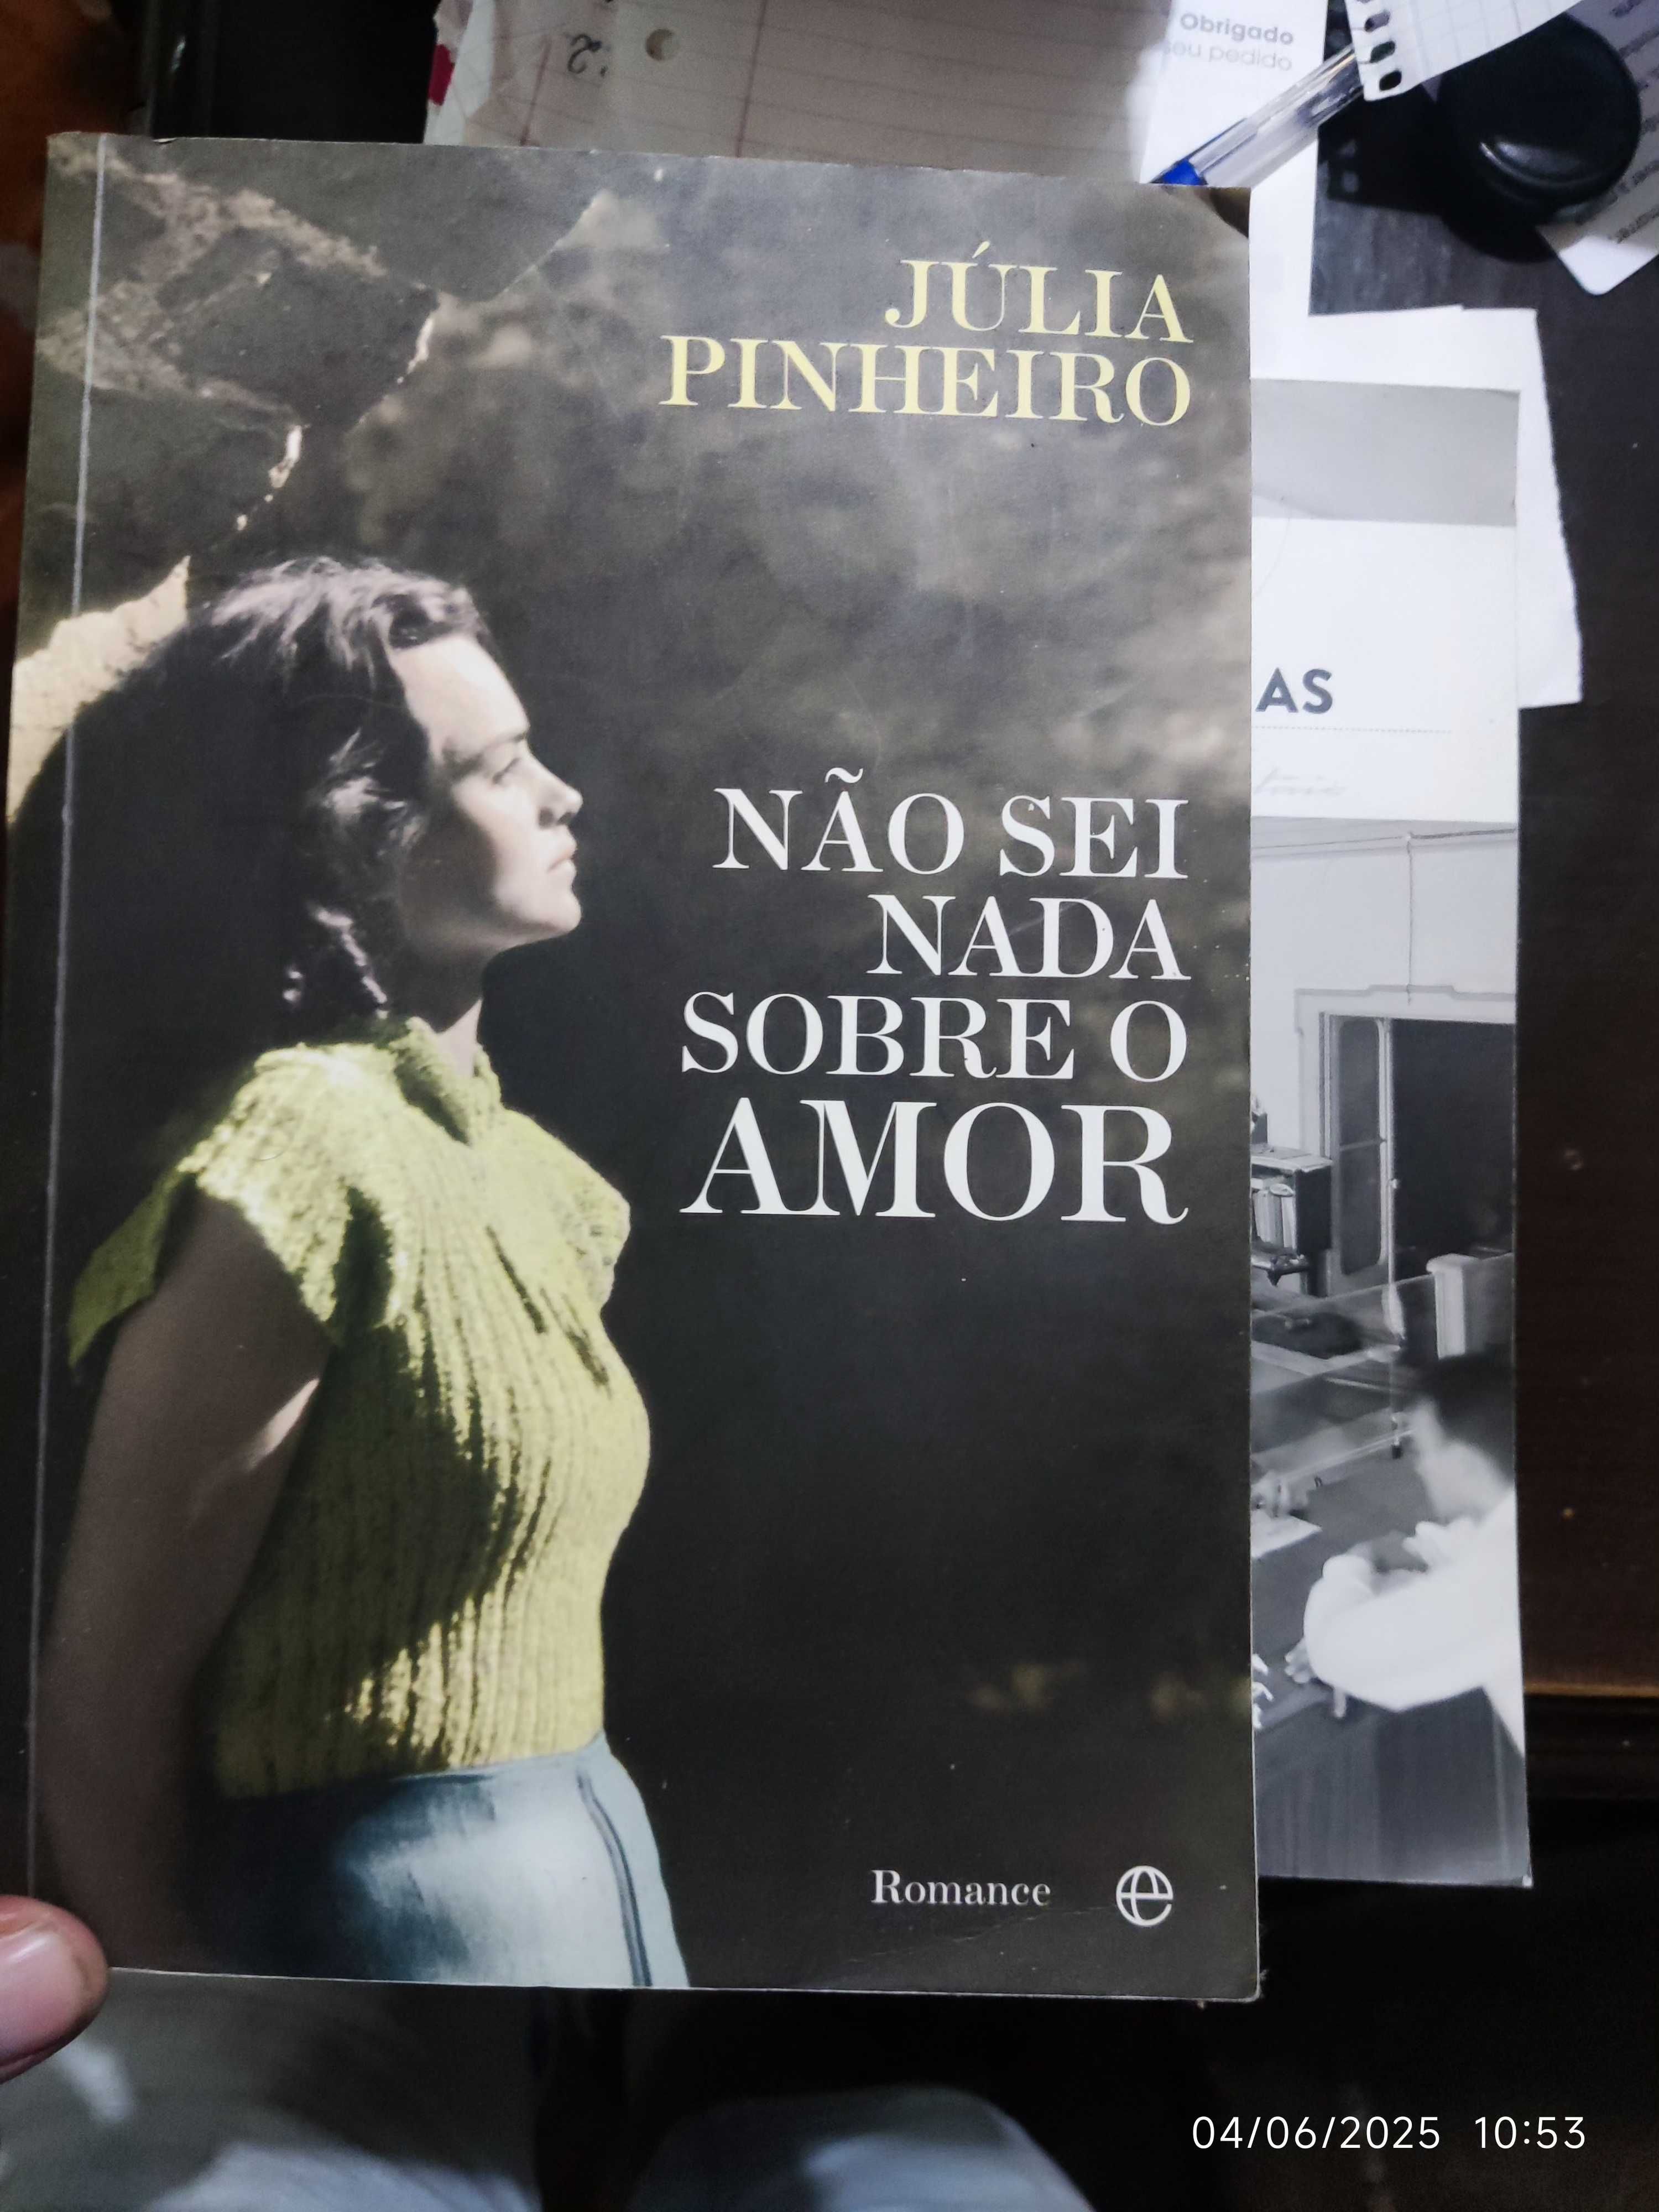 Obrigado
seu pedido
JÚLIA
PINHEIRO
AS
NÃO SEI
NADA
SOBRE O
AMOR
Romance
04/06/2025 10:53